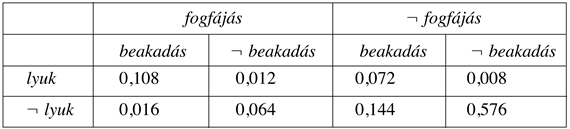 fogfájás ¬ fogfájás
beakadás ¬ beakadás beakadás ¬ beakadás
lyuk 0,108 0,012 0,072 0,008
¬ lyuk 0,016 0,064 0,144 0,576